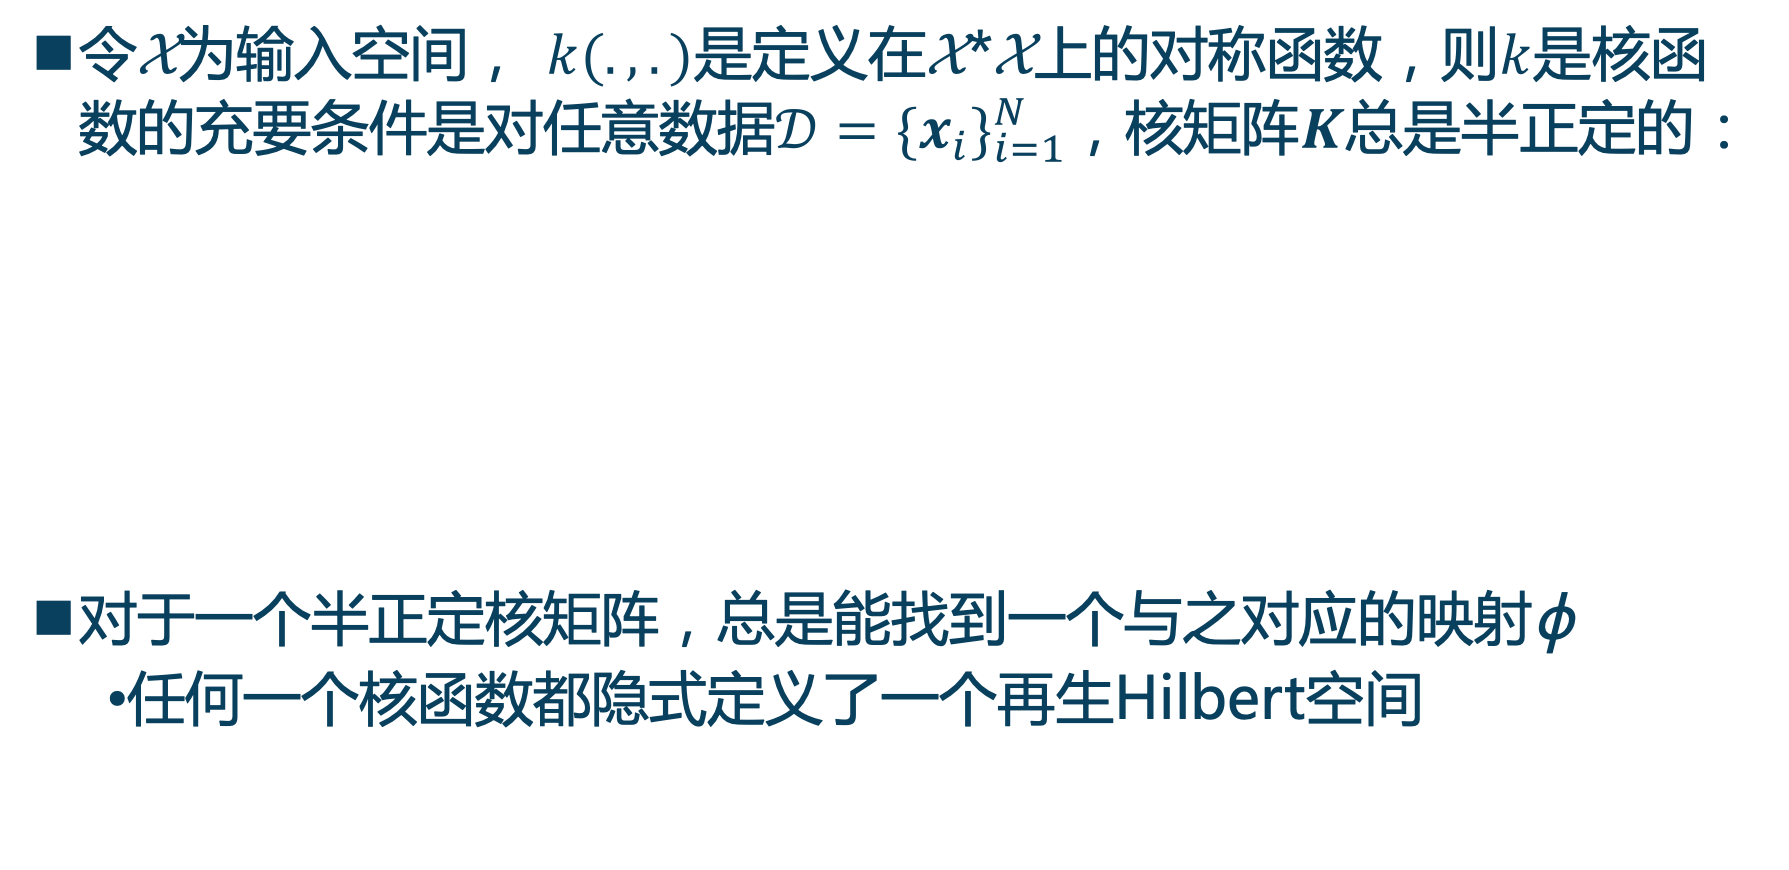 ■令𝒳为输入空间，k(.,.)是定义在𝒳*𝒳上的对称函数，则k是核函
数的充要条件是对任意数据𝒟 = {𝒙ᵢ}ᵢ₌₁ᴺ，核矩阵𝑲总是半正定的：
■对于一个半正定核矩阵，总是能找到一个与之对应的映射ϕ
•任何一个核函数都隐式定义了一个再生Hilbert空间